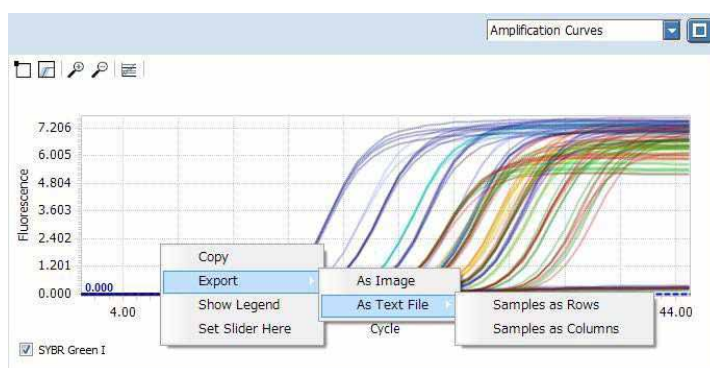 Amplification Curves
7.206
6.005
4.804
3.603
2.402
1.201
0.000
Fluorescence
0.000
4.00
44.00
Cycle
Copy
Export
Show Legend
Set Slider Here
As Image
As Text File
Samples as Rows
Samples as Columns
SYBR Green I